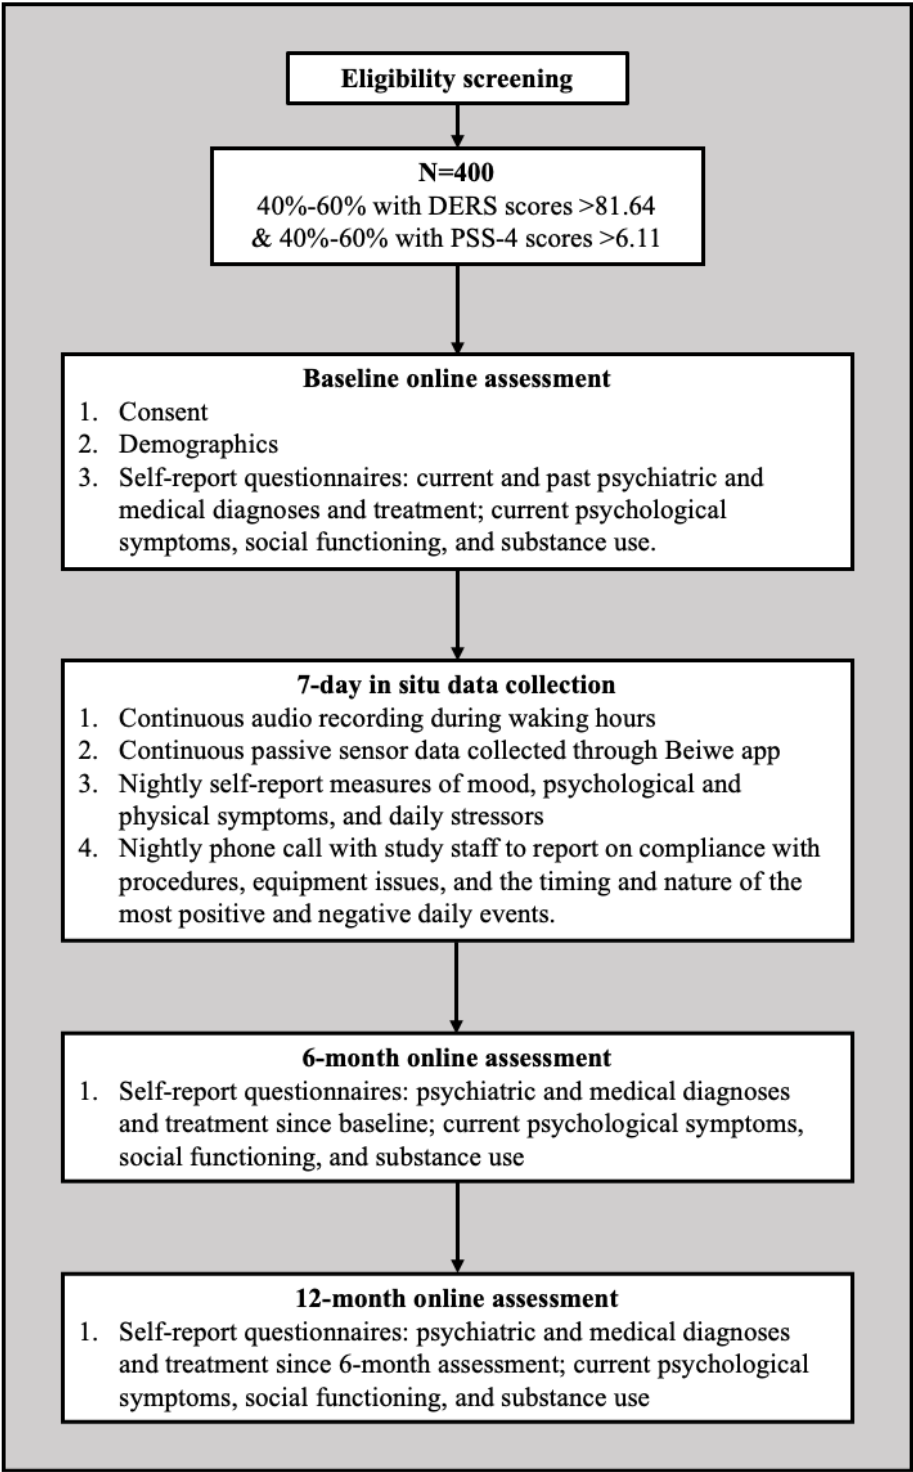 Eligibility screening
N=400
40%-60% with DERS scores >81.64
& 40%-60% with PSS-4 scores >6.11
Baseline online assessment
1. Consent
2. Demographics
3. Self-report questionnaires: current and past psychiatric and
medical diagnoses and treatment; current psychological
symptoms, social functioning, and substance use.
7-day in situ data collection
1. Continuous audio recording during waking hours
2. Continuous passive sensor data collected through Beiwe app
3. Nightly self-report measures of mood, psychological and
physical symptoms, and daily stressors
4. Nightly phone call with study staff to report on compliance with
procedures, equipment issues, and the timing and nature of the
most positive and negative daily events.
6-month online assessment
1. Self-report questionnaires: psychiatric and medical diagnoses
and treatment since baseline; current psychological symptoms,
social functioning, and substance use
12-month online assessment
1. Self-report questionnaires: psychiatric and medical diagnoses
and treatment since 6-month assessment; current psychological
symptoms, social functioning, and substance use